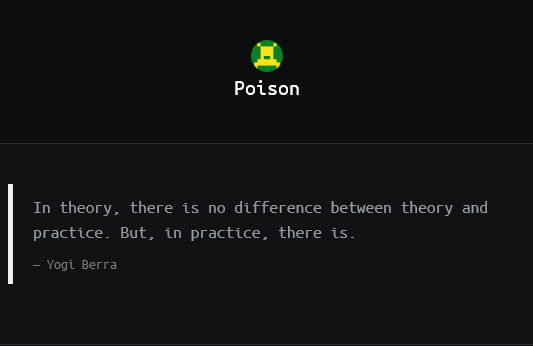 Poison
In theory, there is no difference between theory and
practice. But, in practice, there is.
— Yogi Berra